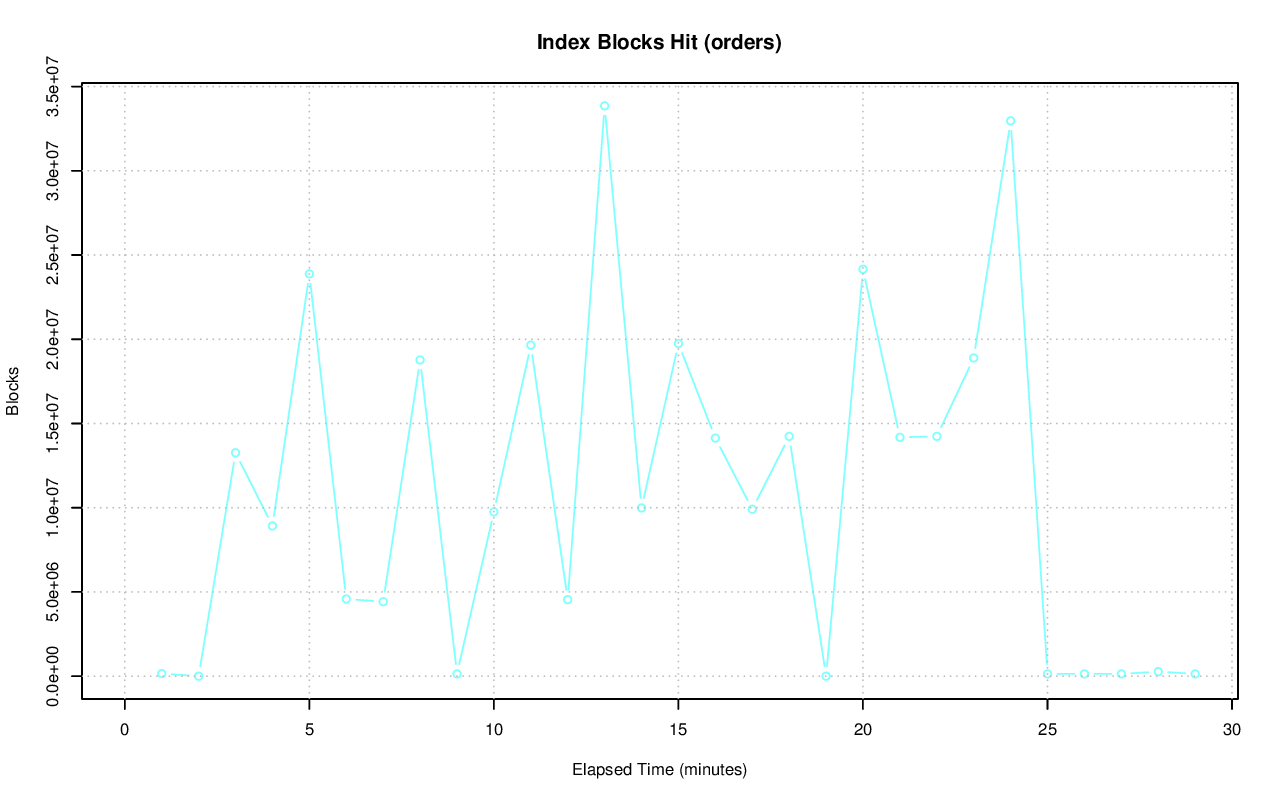 Index Blocks Hit (orders)
Blocks
3.5e+07
3.0e+07
2.5e+07
2.0e+07
1.5e+07
1.0e+07
5.0e+06
0.0e+00
0 5 10 15 20 25 30
Elapsed Time (minutes)